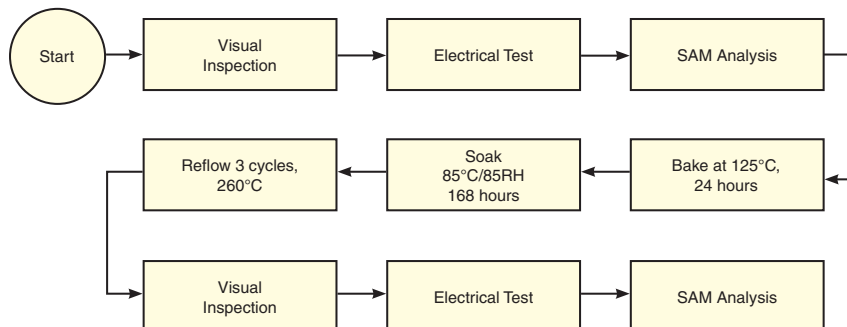 Start
Visual
Inspection
Electrical Test
SAM Analysis
Bake at 125°C,
24 hours
Soak
85°C/85RH
168 hours
Reflow 3 cycles,
260°C
Visual
Inspection
Electrical Test
SAM Analysis